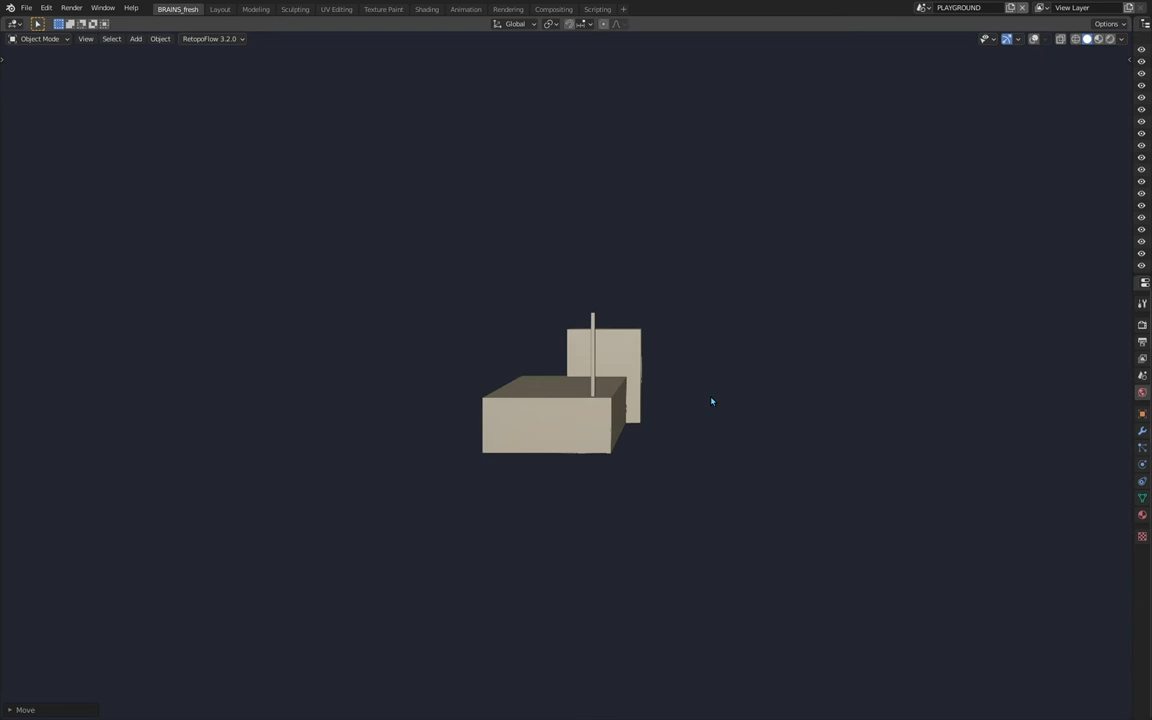 File Edit Render Window Help BRAINS_fresh Layout Modeling Sculpting UV Editing Texture Paint Shading Animation Rendering Compositing Scripting + PLAYGROUND View Layer
Global Options
Object Mode View Select Add Object RetopoFlow 3.2.0
Move